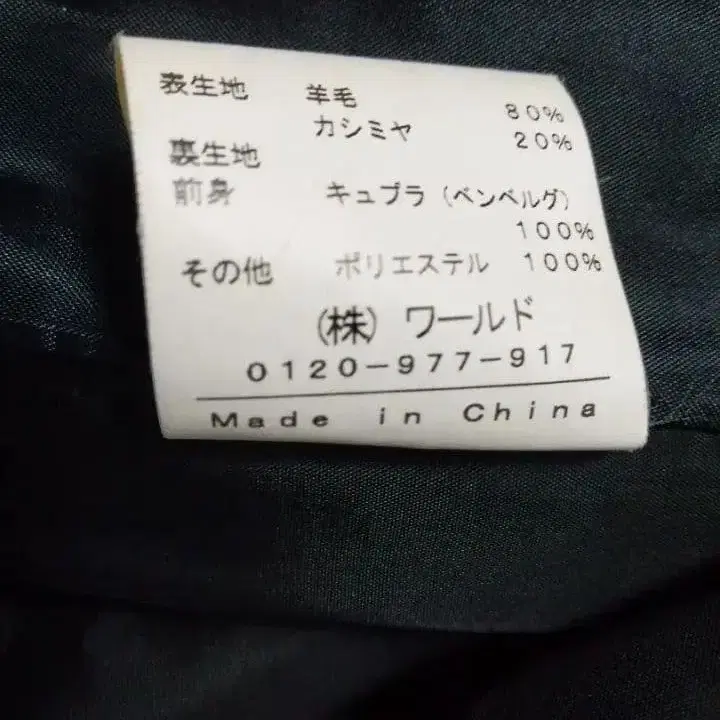 表生地 羊毛 80%
カシミヤ 20%
裏生地
前身 キュプラ (ベンベルグ)
100%
その他 ポリエステル 100%
(株) ワールド
0120-977-917
Made in China